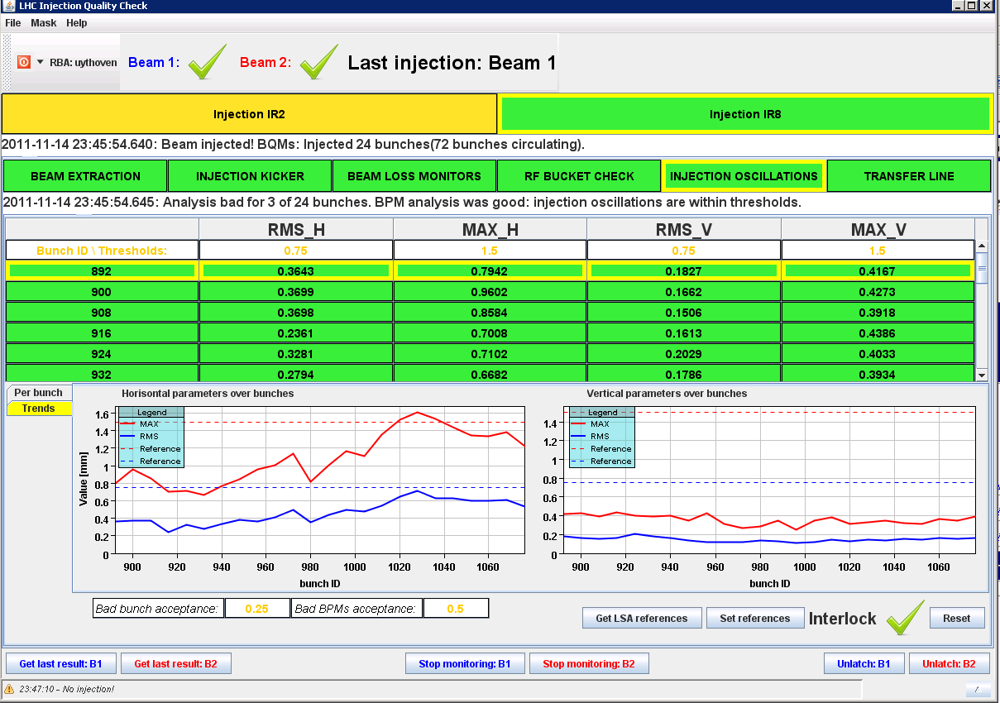 LHC Injection Quality Check
File Mask Help
RBA: uythoven Beam 1: Beam 2: Last injection: Beam 1
Injection IR2 Injection IR8
2011-11-14 23:45:54.640: Beam injected! BQMs: Injected 24 bunches(72 bunches circulating).
BEAM EXTRACTION INJECTION KICKER BEAM LOSS MONITORS RF BUCKET CHECK INJECTION OSCILLATIONS TRANSFER LINE
2011-11-14 23:45:54.645: Analysis bad for 3 of 24 bunches. BPM analysis was good: injection oscillations are within thresholds.
RMS_H MAX_H RMS_V MAX_V
Bunch ID \ Thresholds: 0.75 1.5 0.75 1.5
892 0.3643 0.7942 0.1827 0.4167
900 0.3699 0.9602 0.1662 0.4273
908 0.3698 0.8584 0.1506 0.3918
916 0.2361 0.7008 0.1613 0.4386
924 0.3281 0.7102 0.2029 0.4033
932 0.2794 0.6682 0.1786 0.3934
Per bunch
Trends
Horisontal parameters over bunches
Legend
MAX
RMS
Reference
Reference
Value [mm]
1.6
1.4
1.2
1
0.8
0.6
0.4
0.2
0
900 920 940 960 980 1000 1020 1040 1060
bunch ID
Vertical parameters over bunches
Legend
MAX
RMS
Reference
Reference
1.4
1.2
1
0.8
0.6
0.4
0.2
0
900 920 940 960 980 1000 1020 1040 1060
bunch ID
Bad bunch acceptance: 0.25 Bad BPMs acceptance: 0.5
Get LSA references Set references Interlock Reset
Get last result: B1 Get last result: B2 Stop monitoring: B1 Stop monitoring: B2 Unlatch: B1 Unlatch: B2
23:47:10 - No injection!